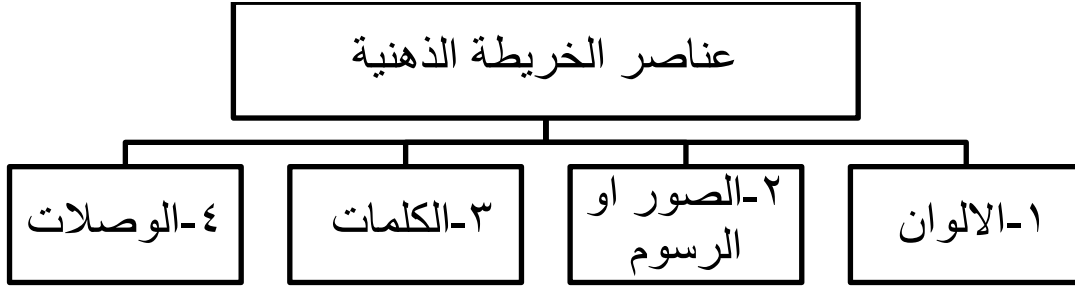 عناصر الخريطة الذهنية
١-الالوان
٢-الصور او
الرسوم
٣-الكلمات
٤-الوصلات